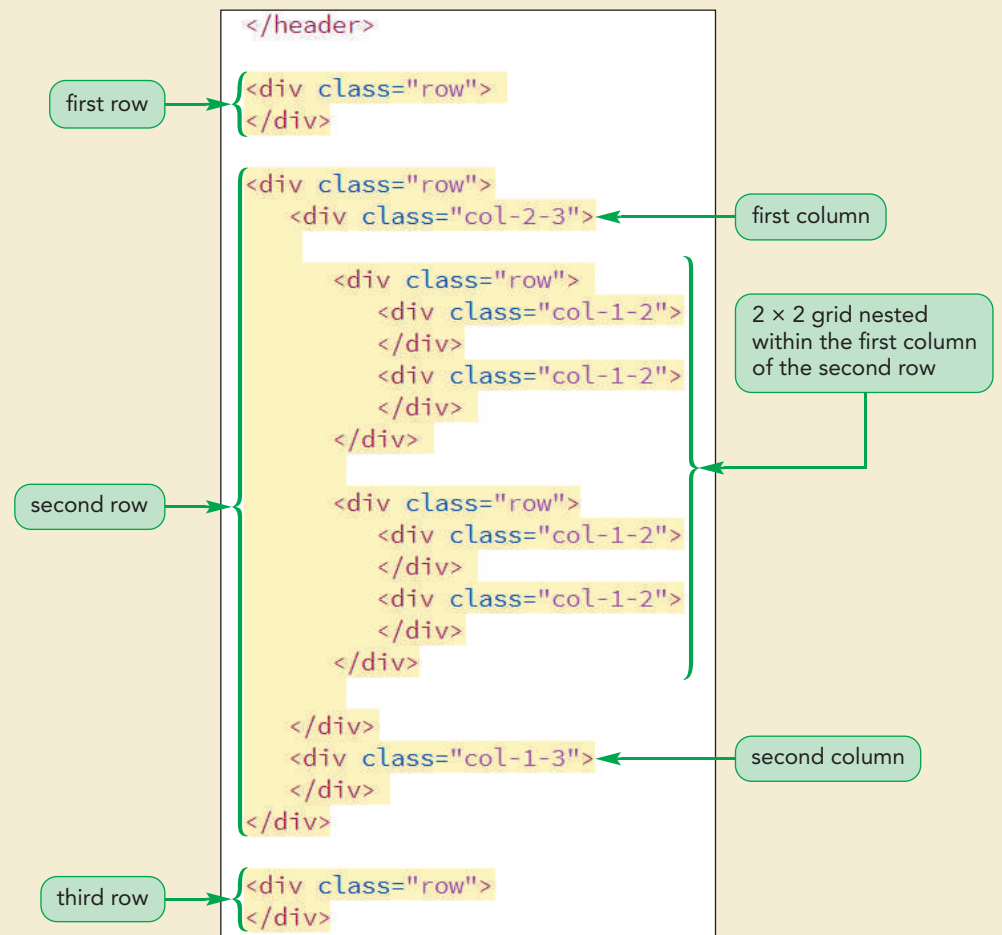 </header>
first row
<div class="row">
</div>
second row
<div class="row">
<div class="col-2-3">
first column
<div class="row">
<div class="col-1-2">
</div>
<div class="col-1-2">
</div>
</div>
2 × 2 grid nested
within the first column
of the second row
<div class="row">
<div class="col-1-2">
</div>
<div class="col-1-2">
</div>
</div>
</div>
<div class="col-1-3">
second column
</div>
</div>
third row
<div class="row">
</div>